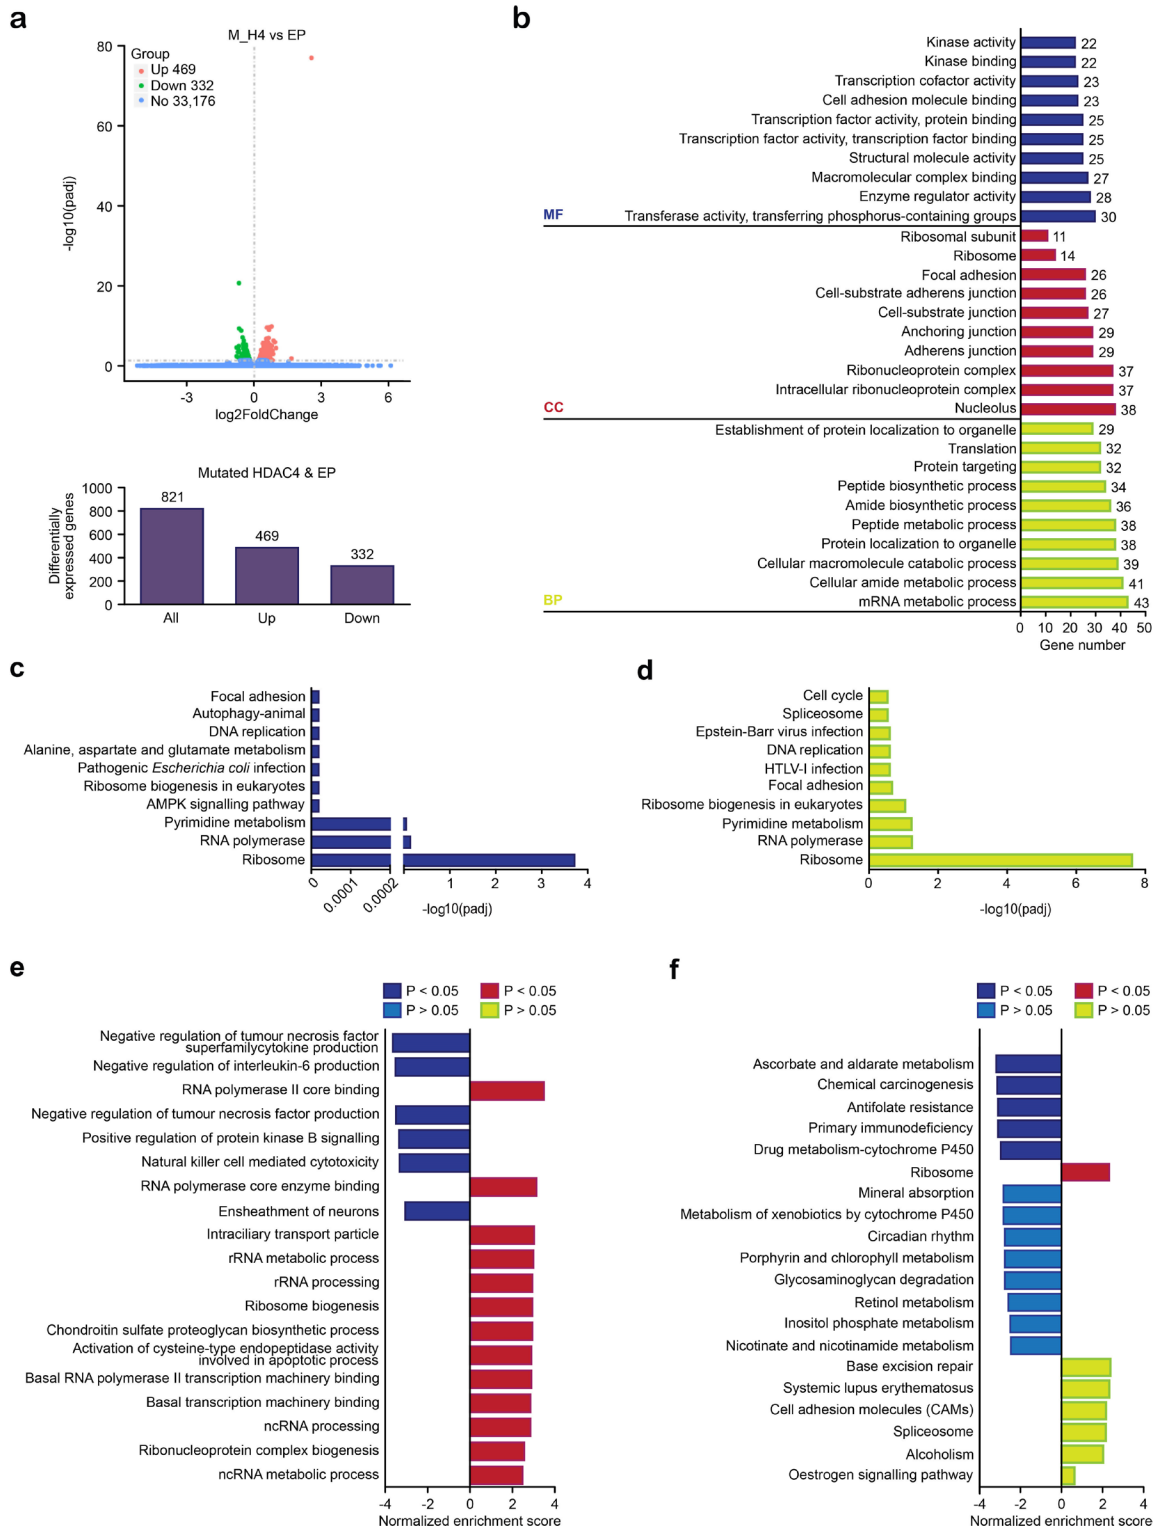 a
M_H4 vs EP
Group
Up 469
Down 332
No 33,176
80
60
40
20
0
-log10(padj)
-3
0
3
6
log2FoldChange
Mutated HDAC4 & EP
Differentially
expressed genes
1000
800
600
400
200
0
821
469
332
All
Up
Down
b
Kinase activity 22
Kinase binding 22
Transcription cofactor activity 23
Cell adhesion molecule binding 23
Transcription factor activity, protein binding 25
Transcription factor activity, transcription factor binding 25
Structural molecule activity 25
Macromolecular complex binding 27
Enzyme regulator activity 28
MF Transferase activity, transferring phosphorus-containing groups 30
Ribosomal subunit 11
Ribosome 14
Focal adhesion 26
Cell-substrate adherens junction 26
Cell-substrate junction 27
Anchoring junction 29
Adherens junction 29
Ribonucleoprotein complex 37
Intracellular ribonucleoprotein complex 37
CC Nucleolus 38
Establishment of protein localization to organelle 29
Translation 32
Protein targeting 32
Peptide biosynthetic process 34
Amide biosynthetic process 36
Peptide metabolic process 38
Protein localization to organelle 38
Cellular macromolecule catabolic process 39
Cellular amide metabolic process 41
BP mRNA metabolic process 43
0 10 20 30 40 50
Gene number
c
Focal adhesion
Autophagy-animal
DNA replication
Alanine, aspartate and glutamate metabolism
Pathogenic Escherichia coli infection
Ribosome biogenesis in eukaryotes
AMPK signalling pathway
Pyrimidine metabolism
RNA polymerase
Ribosome
0 0.0001 0.0002 1 2 3 4
-log10(padj)
d
Cell cycle
Spliceosome
Epstein-Barr virus infection
DNA replication
HTLV-I infection
Focal adhesion
Ribosome biogenesis in eukaryotes
Pyrimidine metabolism
RNA polymerase
Ribosome
0 2 4 6 8
-log10(padj)
e
P < 0.05 P < 0.05
P > 0.05 P > 0.05
Negative regulation of tumour necrosis factor
superfamilycytokine production
Negative regulation of interleukin-6 production
RNA polymerase II core binding
Negative regulation of tumour necrosis factor production
Positive regulation of protein kinase B signalling
Natural killer cell mediated cytotoxicity
RNA polymerase core enzyme binding
Ensheathment of neurons
Intraciliary transport particle
rRNA metabolic process
rRNA processing
Ribosome biogenesis
Chondroitin sulfate proteoglycan biosynthetic process
Activation of cysteine-type endopeptidase activity
involved in apoptotic process
Basal RNA polymerase II transcription machinery binding
Basal transcription machinery binding
ncRNA processing
Ribonucleoprotein complex biogenesis
ncRNA metabolic process
-4 -2 0 2 4
Normalized enrichment score
f
P < 0.05 P < 0.05
P > 0.05 P > 0.05
Ascorbate and aldarate metabolism
Chemical carcinogenesis
Antifolate resistance
Primary immunodeficiency
Drug metabolism-cytochrome P450
Ribosome
Mineral absorption
Metabolism of xenobiotics by cytochrome P450
Circadian rhythm
Porphyrin and chlorophyll metabolism
Glycosaminoglycan degradation
Retinol metabolism
Inositol phosphate metabolism
Nicotinate and nicotinamide metabolism
Base excision repair
Systemic lupus erythematosus
Cell adhesion molecules (CAMs)
Spliceosome
Alcoholism
Oestrogen signalling pathway
-4 -2 0 2 4
Normalized enrichment score